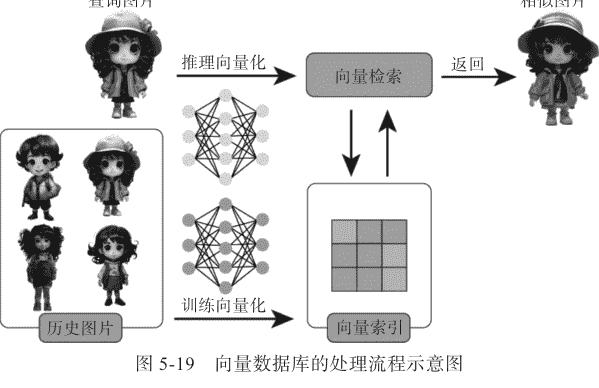 查询图片
相似图片
推理向量化
向量检索
返回
训练向量化
历史图片
向量索引
图 5-19 向量数据库的处理流程示意图